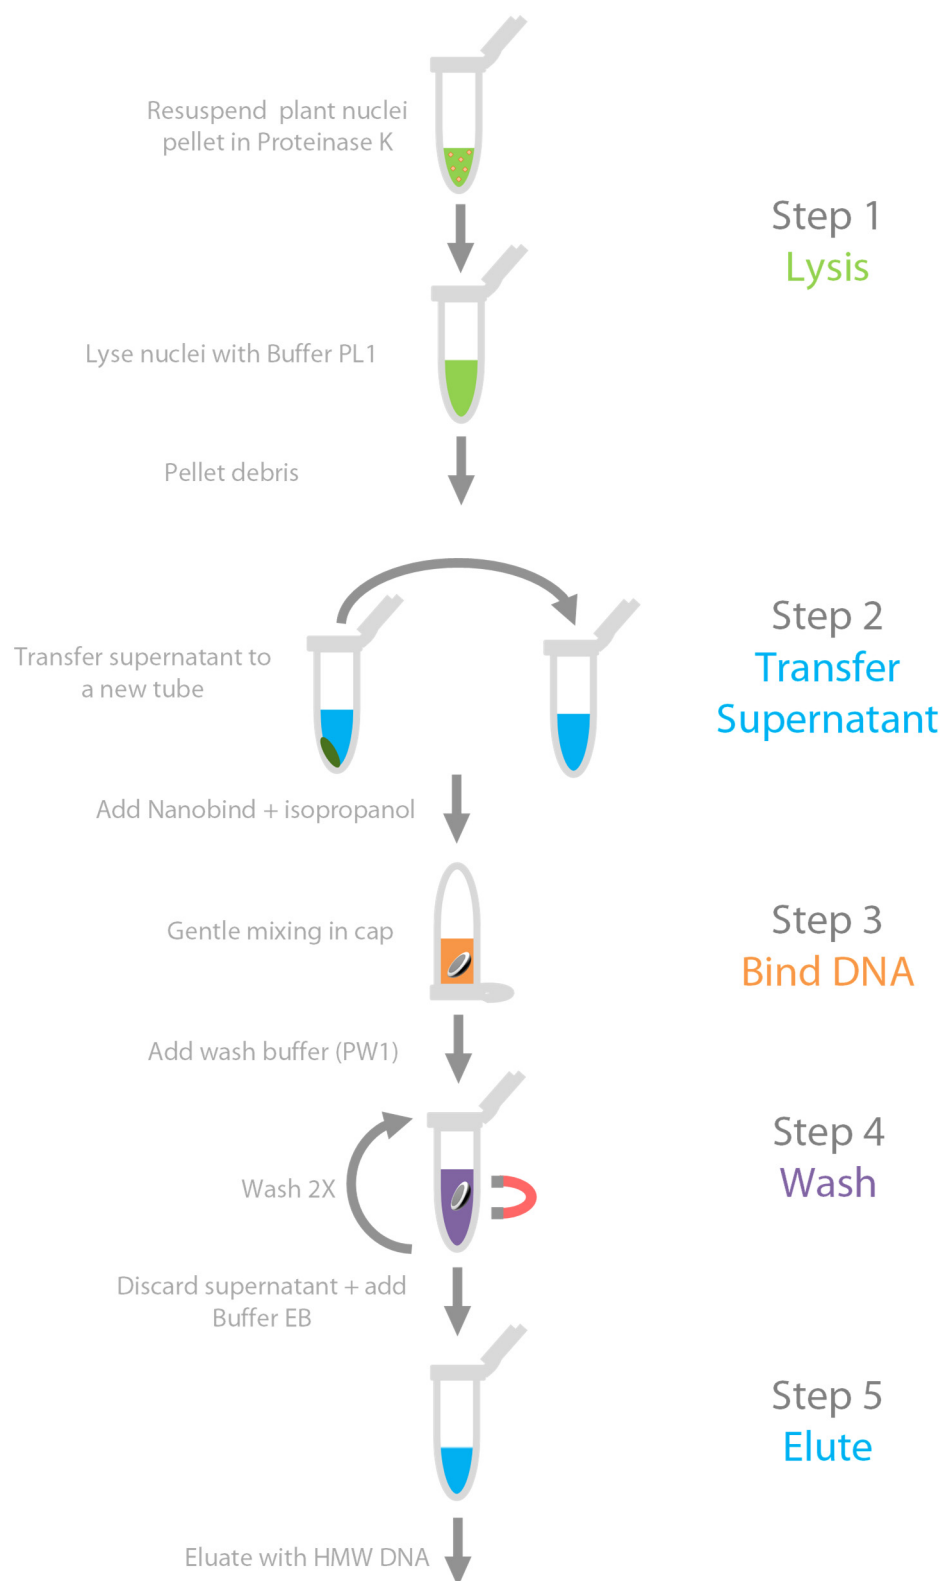 Resuspend plant nuclei
pellet in Proteinase K
Step 1
Lysis
Lyse nuclei with Buffer PL1
Pellet debris
Transfer supernatant to
a new tube
Step 2
Transfer
Supernatant
Add Nanobind + isopropanol
Gentle mixing in cap
Step 3
Bind DNA
Add wash buffer (PW1)
Wash 2X
Step 4
Wash
Discard supernatant + add
Buffer EB
Step 5
Elute
Eluate with HMW DNA